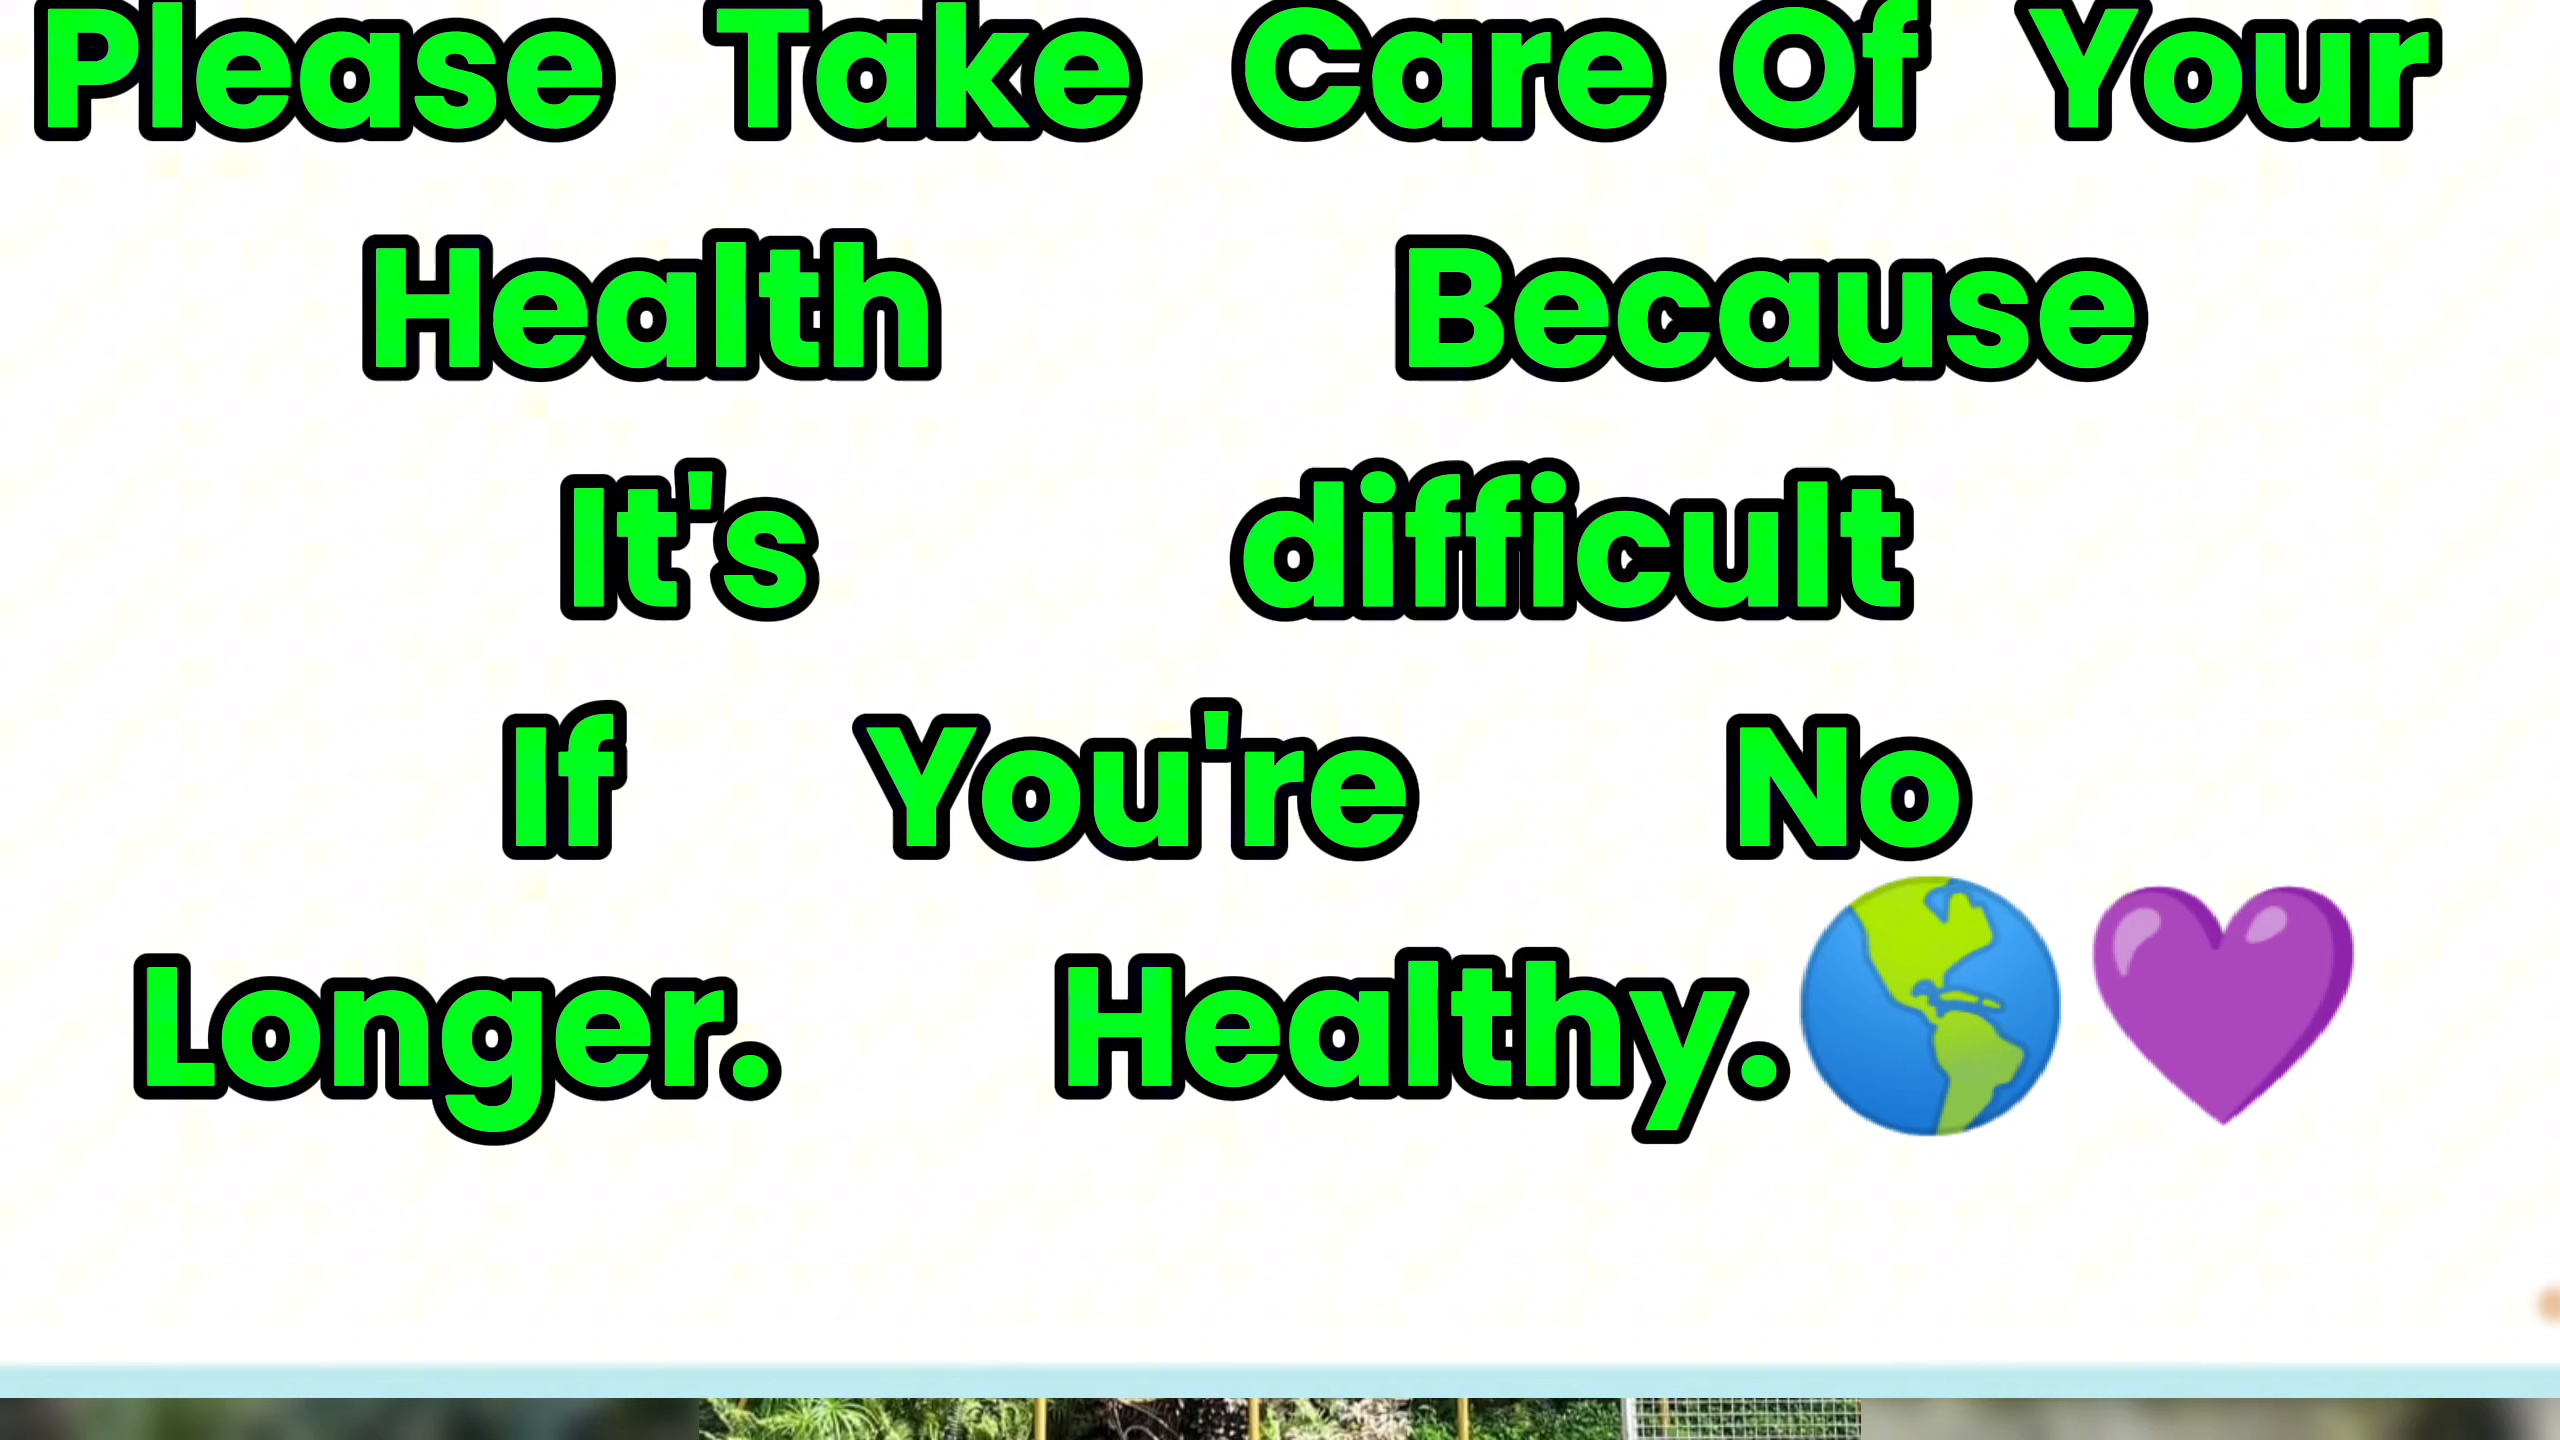 Please Take Care Of Your
Health Because
It's difficult
If You're No
Longer. Healthy.🌎💜